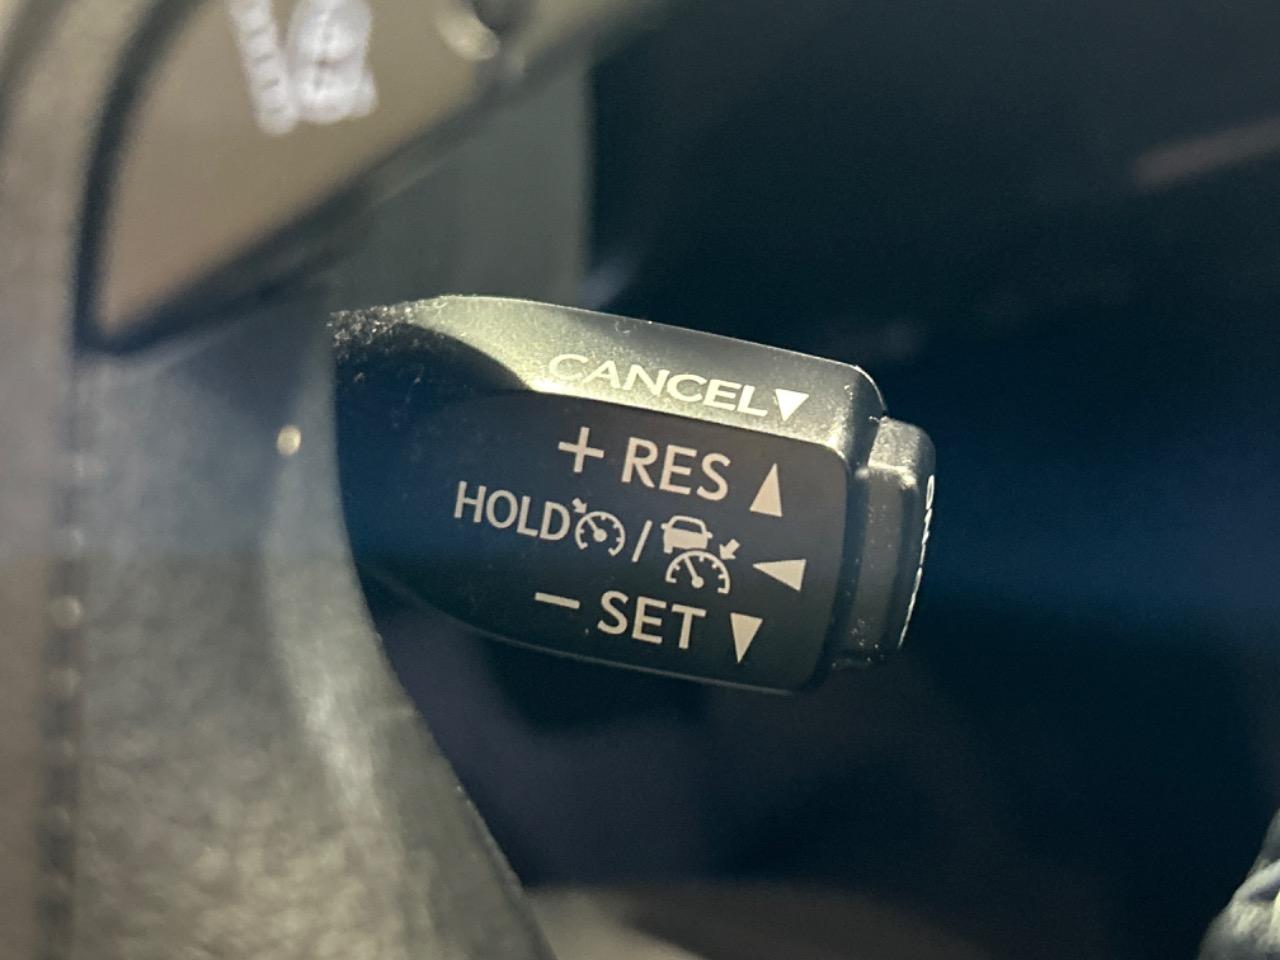 CANCEL▼
+ RES ▲
HOLD / ◀
− SET ▼